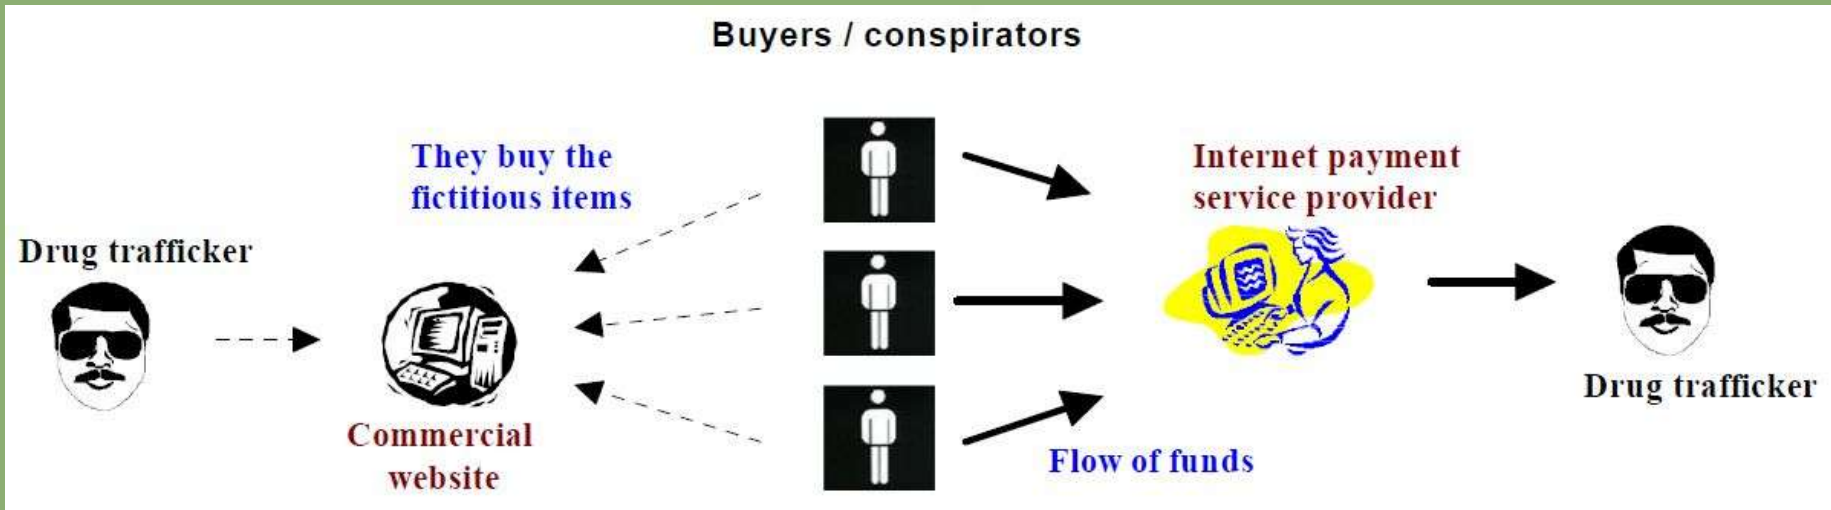 Buyers / conspirators
They buy the
fictitious items
Internet payment
service provider
Drug trafficker
Drug trafficker
Commercial
website
Flow of funds